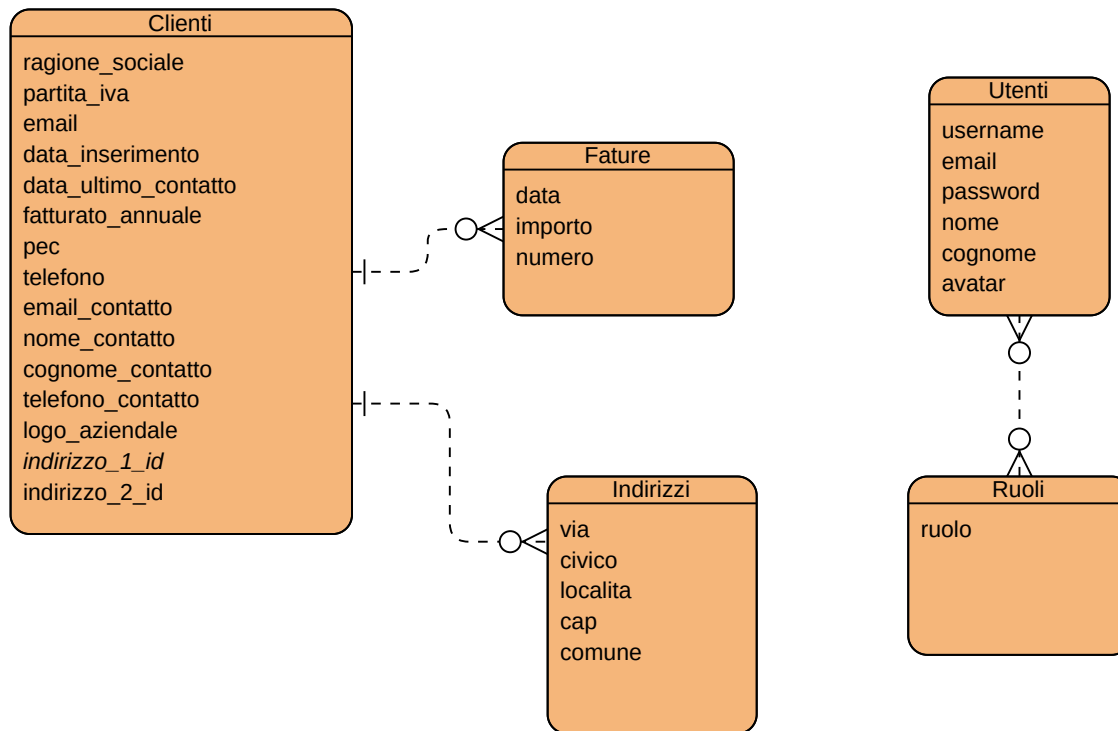 Clienti
ragione_sociale
partita_iva
email
data_inserimento
data_ultimo_contatto
fatturato_annuale
pec
telefono
email_contatto
nome_contatto
cognome_contatto
telefono_contatto
logo_aziendale
indirizzo_1_id
indirizzo_2_id
Fature
data
importo
numero
Indirizzi
via
civico
localita
cap
comune
Utenti
username
email
password
nome
cognome
avatar
Ruoli
ruolo